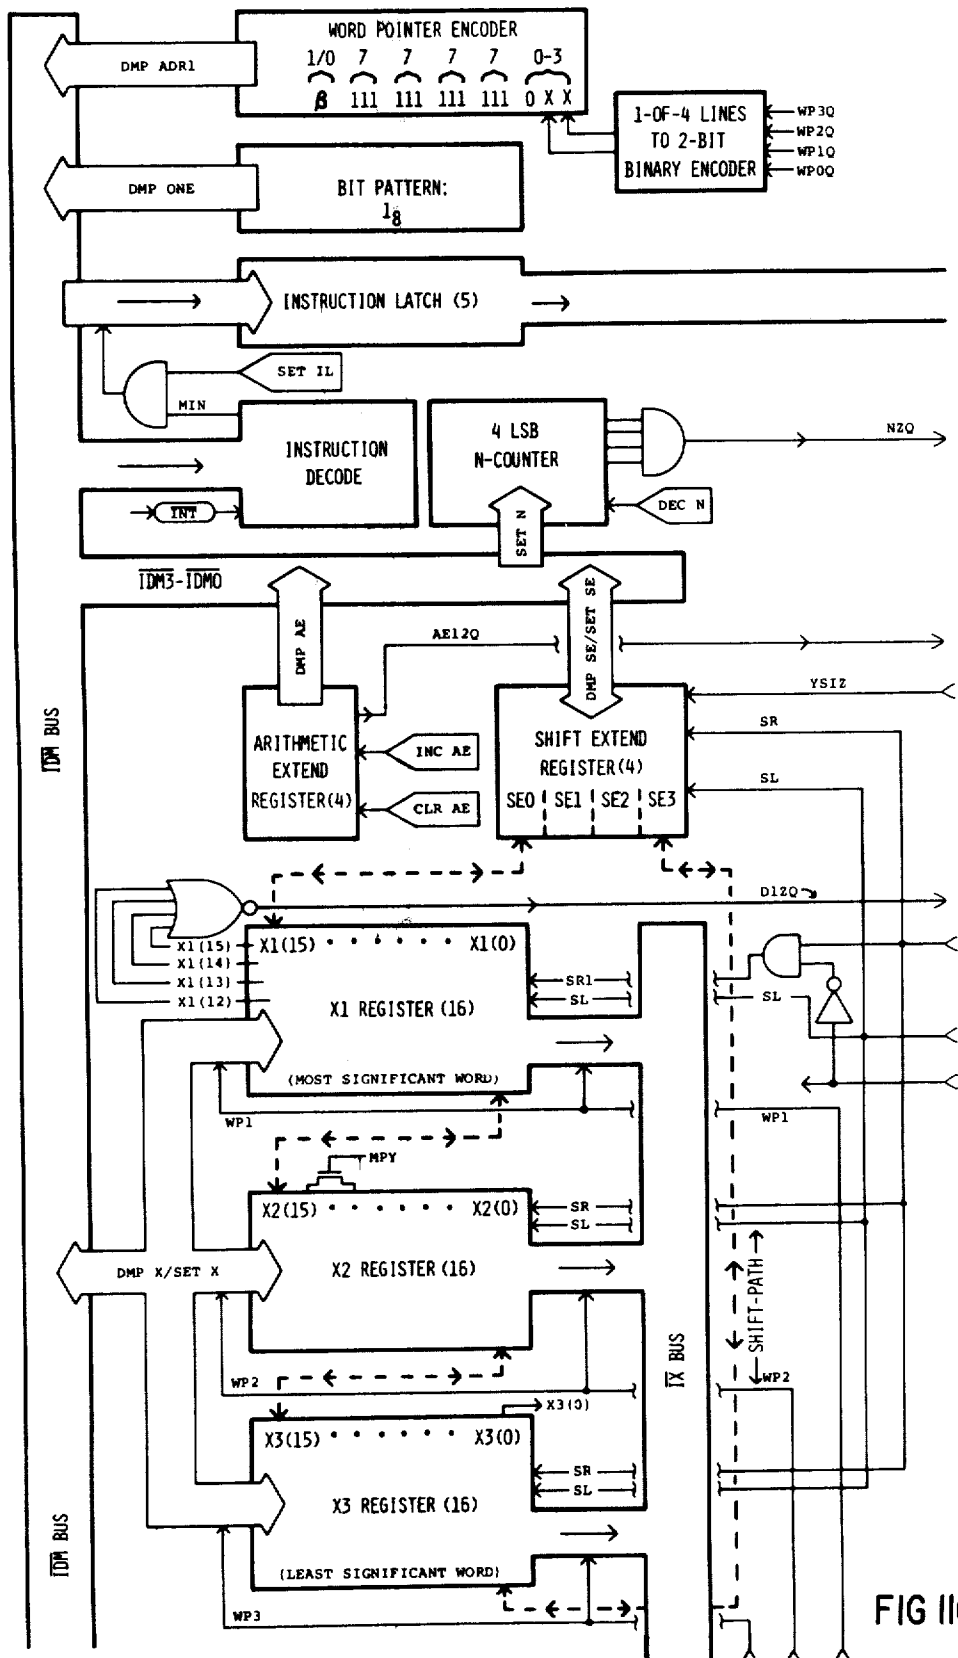 WORD POINTER ENCODER
1/0 7 7 7 7 0-3
β 111 111 111 111 0 X X
DMP ADR1
1-OF-4 LINES
TO 2-BIT
BINARY ENCODER
WP3Q
WP2Q
WP1Q
WP0Q
DMP ONE
BIT PATTERN:
1₈
INSTRUCTION LATCH (5)
SET IL
MIN
INSTRUCTION
DECODE
INT
4 LSB
N-COUNTER
NZQ
DEC N
SET N
IDM3-IDM0
DMP AE
AE12Q
DMP SE/SET SE
YSIZ
SR
SL
IDM BUS
ARITHMETIC
EXTEND
REGISTER(4)
INC AE
CLR AE
SHIFT EXTEND
REGISTER(4)
SE0 SE1 SE2 SE3
D1ZQ
X1(15)
X1(14)
X1(13)
X1(12)
X1(15) · · · · · · X1(0)
X1 REGISTER (16)
(MOST SIGNIFICANT WORD)
SR1
SL
SL
WP1
WP1
MPY
X2(15) · · · · · · X2(0)
X2 REGISTER (16)
SR
SL
DMP X/SET X
SHIFT-PATH
IX BUS
WP2
WP2
X3(0)
X3(15) · · · · · · X3(0)
X3 REGISTER (16)
(LEAST SIGNIFICANT WORD)
SR
SL
IDM BUS
WP3
FIG